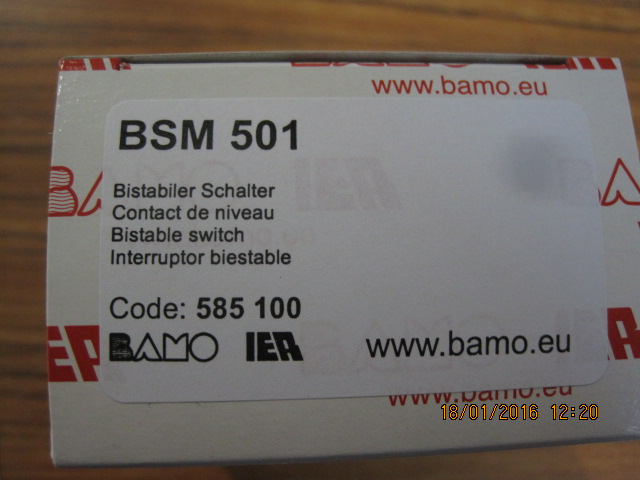 www.bamo.eu
BSM 501
Bistabiler Schalter
Contact de niveau
Bistable switch
Interruptor biestable
Code: 585 100
BAMO IER www.bamo.eu
www.bamo.eu
18/01/2016 12:20